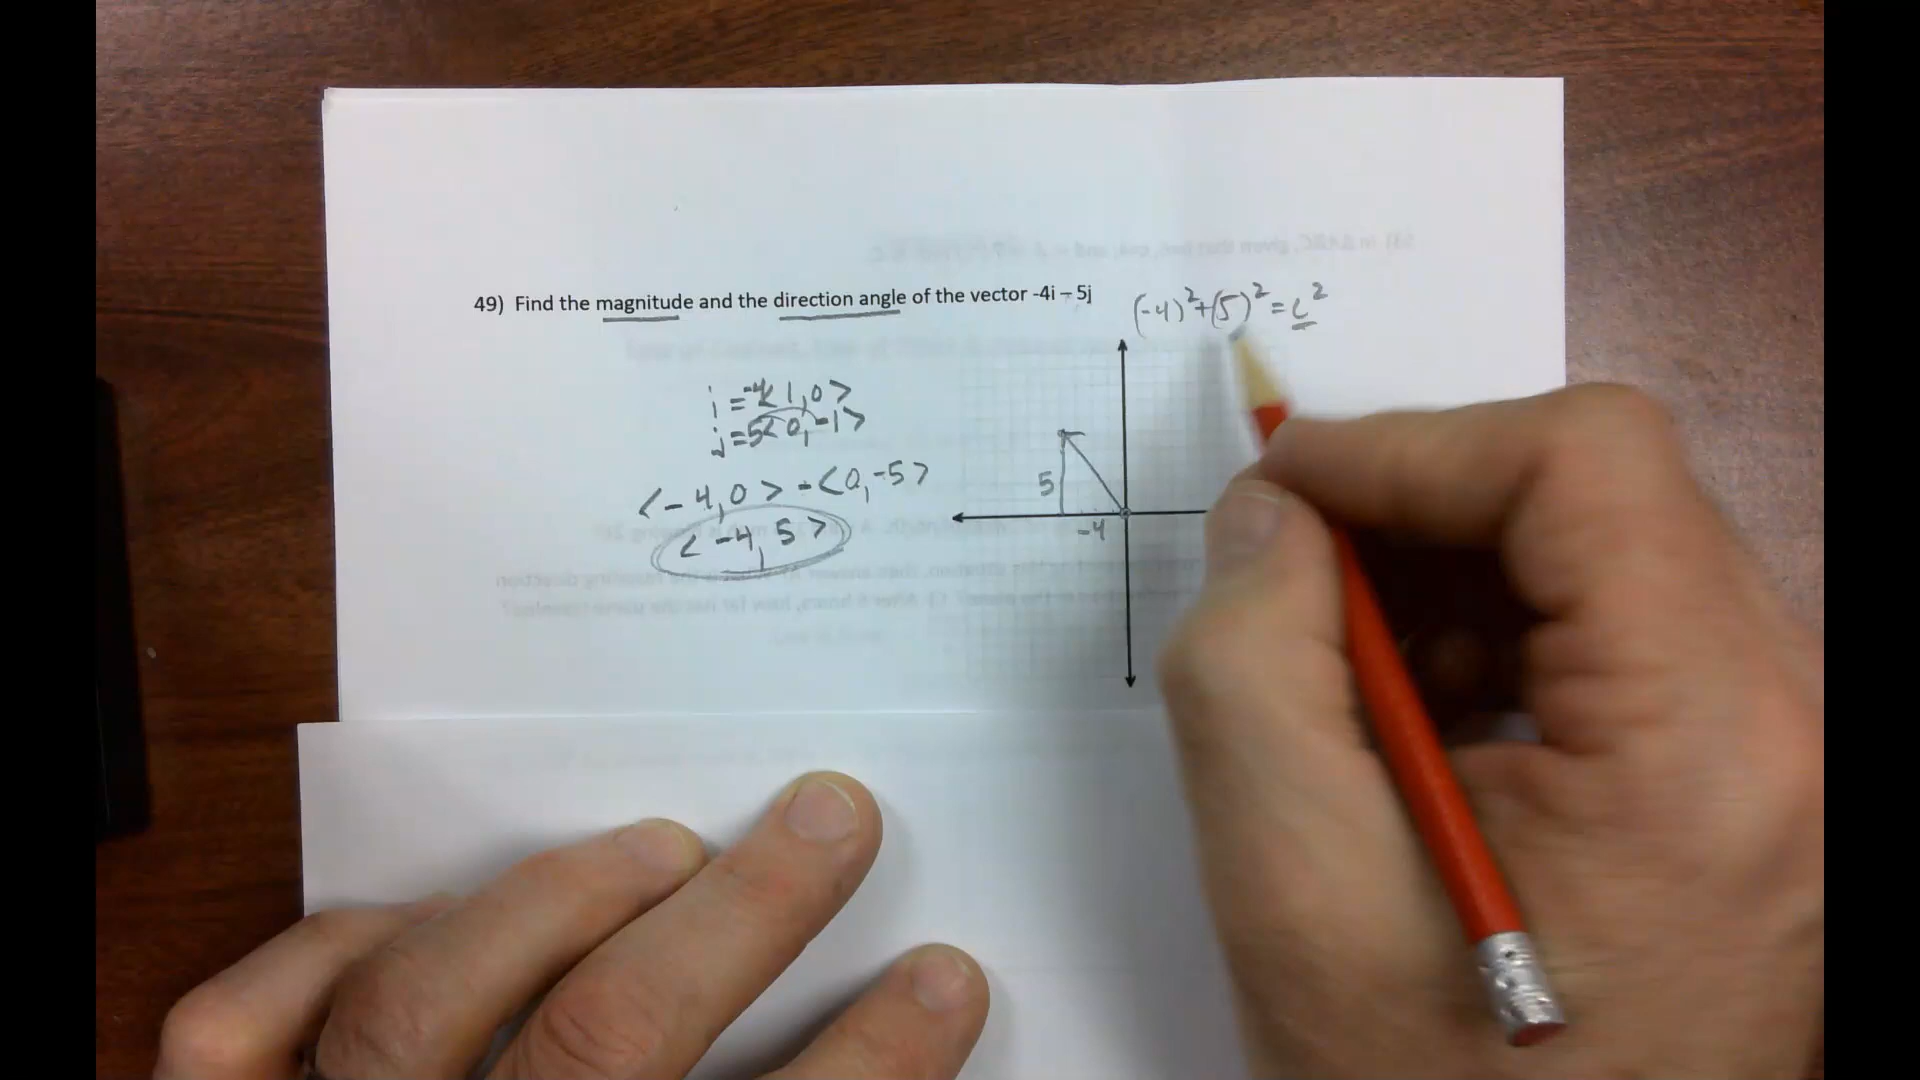 49) Find the magnitude and the direction angle of the vector -4i – 5j
(-4)²+(5)²=c²
i = -4<1,0>
j = 5<0,-1>
<-4,0> - <0,-5>
<-4,5>
5
-4